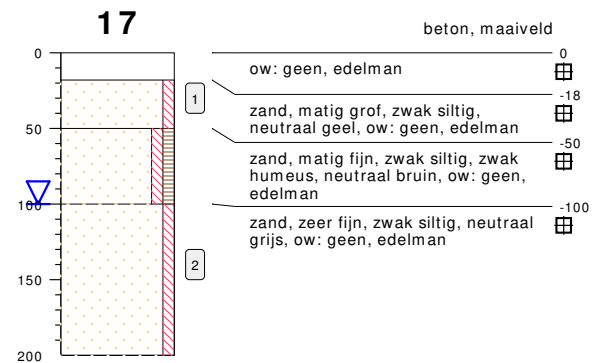 17
beton, maaiveld
0
0
ow: geen, edelman
-18
1
zand, matig grof, zwak siltig,
neutraal geel, ow: geen, edelman
50
-50
zand, matig fijn, zwak siltig, zwak
humeus, neutraal bruin, ow: geen,
edelman
100
-100
zand, zeer fijn, zwak siltig, neutraal
grijs, ow: geen, edelman
2
150
200